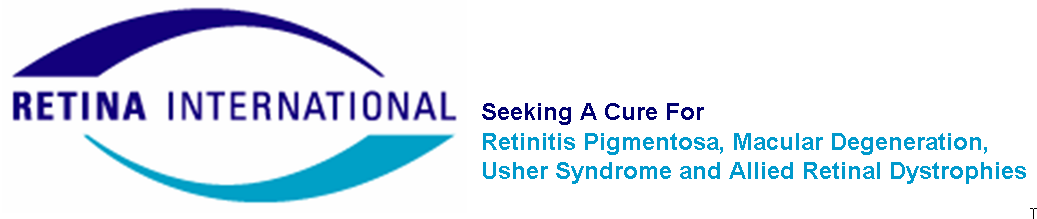 RETINA INTERNATIONAL
Seeking A Cure For
Retinitis Pigmentosa, Macular Degeneration,
Usher Syndrome and Allied Retinal Dystrophies